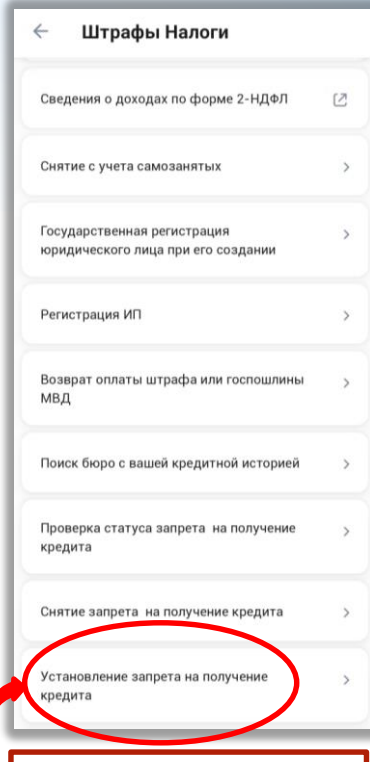 Штрафы Налоги
Сведения о доходах по форме 2-НДФЛ
Снятие с учета самозанятых
Государственная регистрация
юридического лица при его создании
Регистрация ИП
Возврат оплаты штрафа или госпошлины
МВД
Поиск бюро с вашей кредитной историей
Проверка статуса запрета на получение
кредита
Снятие запрета на получение кредита
Установление запрета на получение
кредита